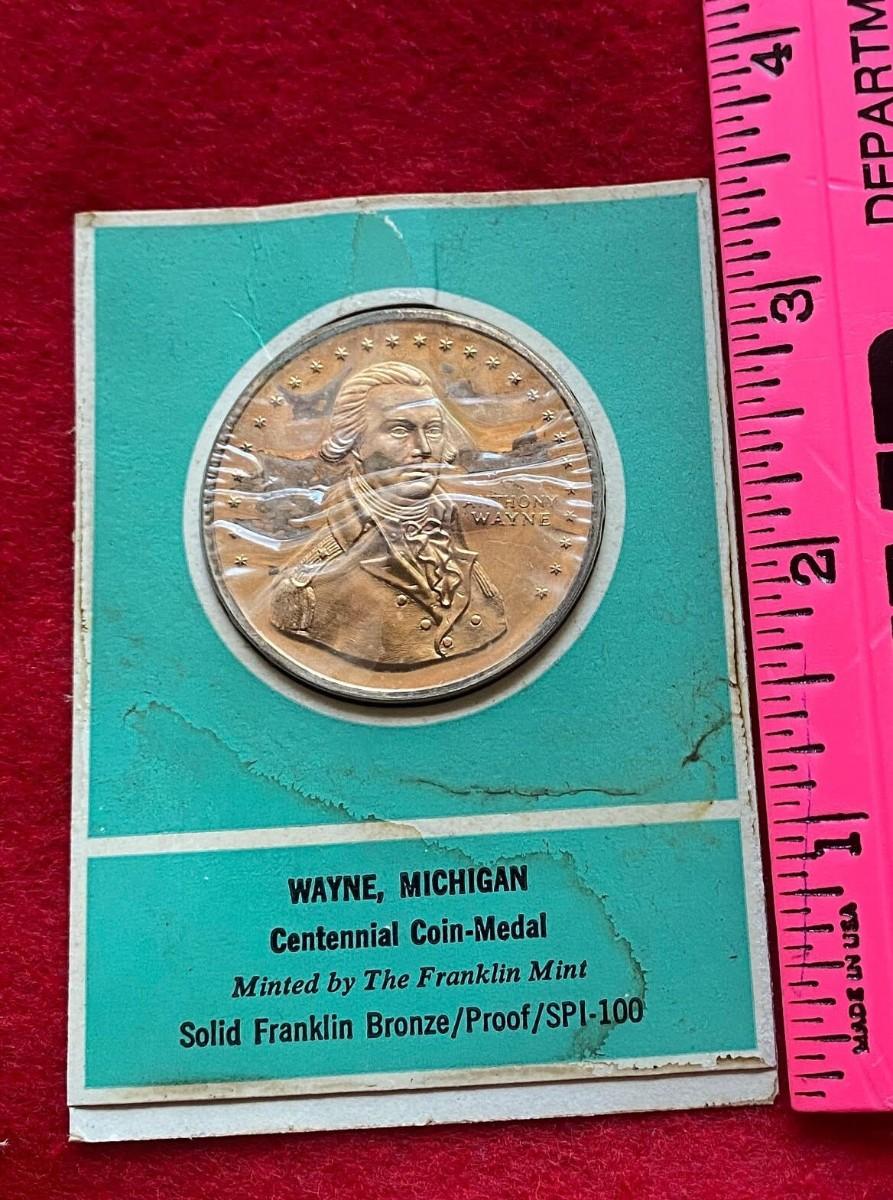 ANTHONY
WAYNE
WAYNE, MICHIGAN
Centennial Coin-Medal
Minted by The Franklin Mint
Solid Franklin Bronze/Proof/SPI-100
4
3
2
1
MADE IN USA
DEPARTM